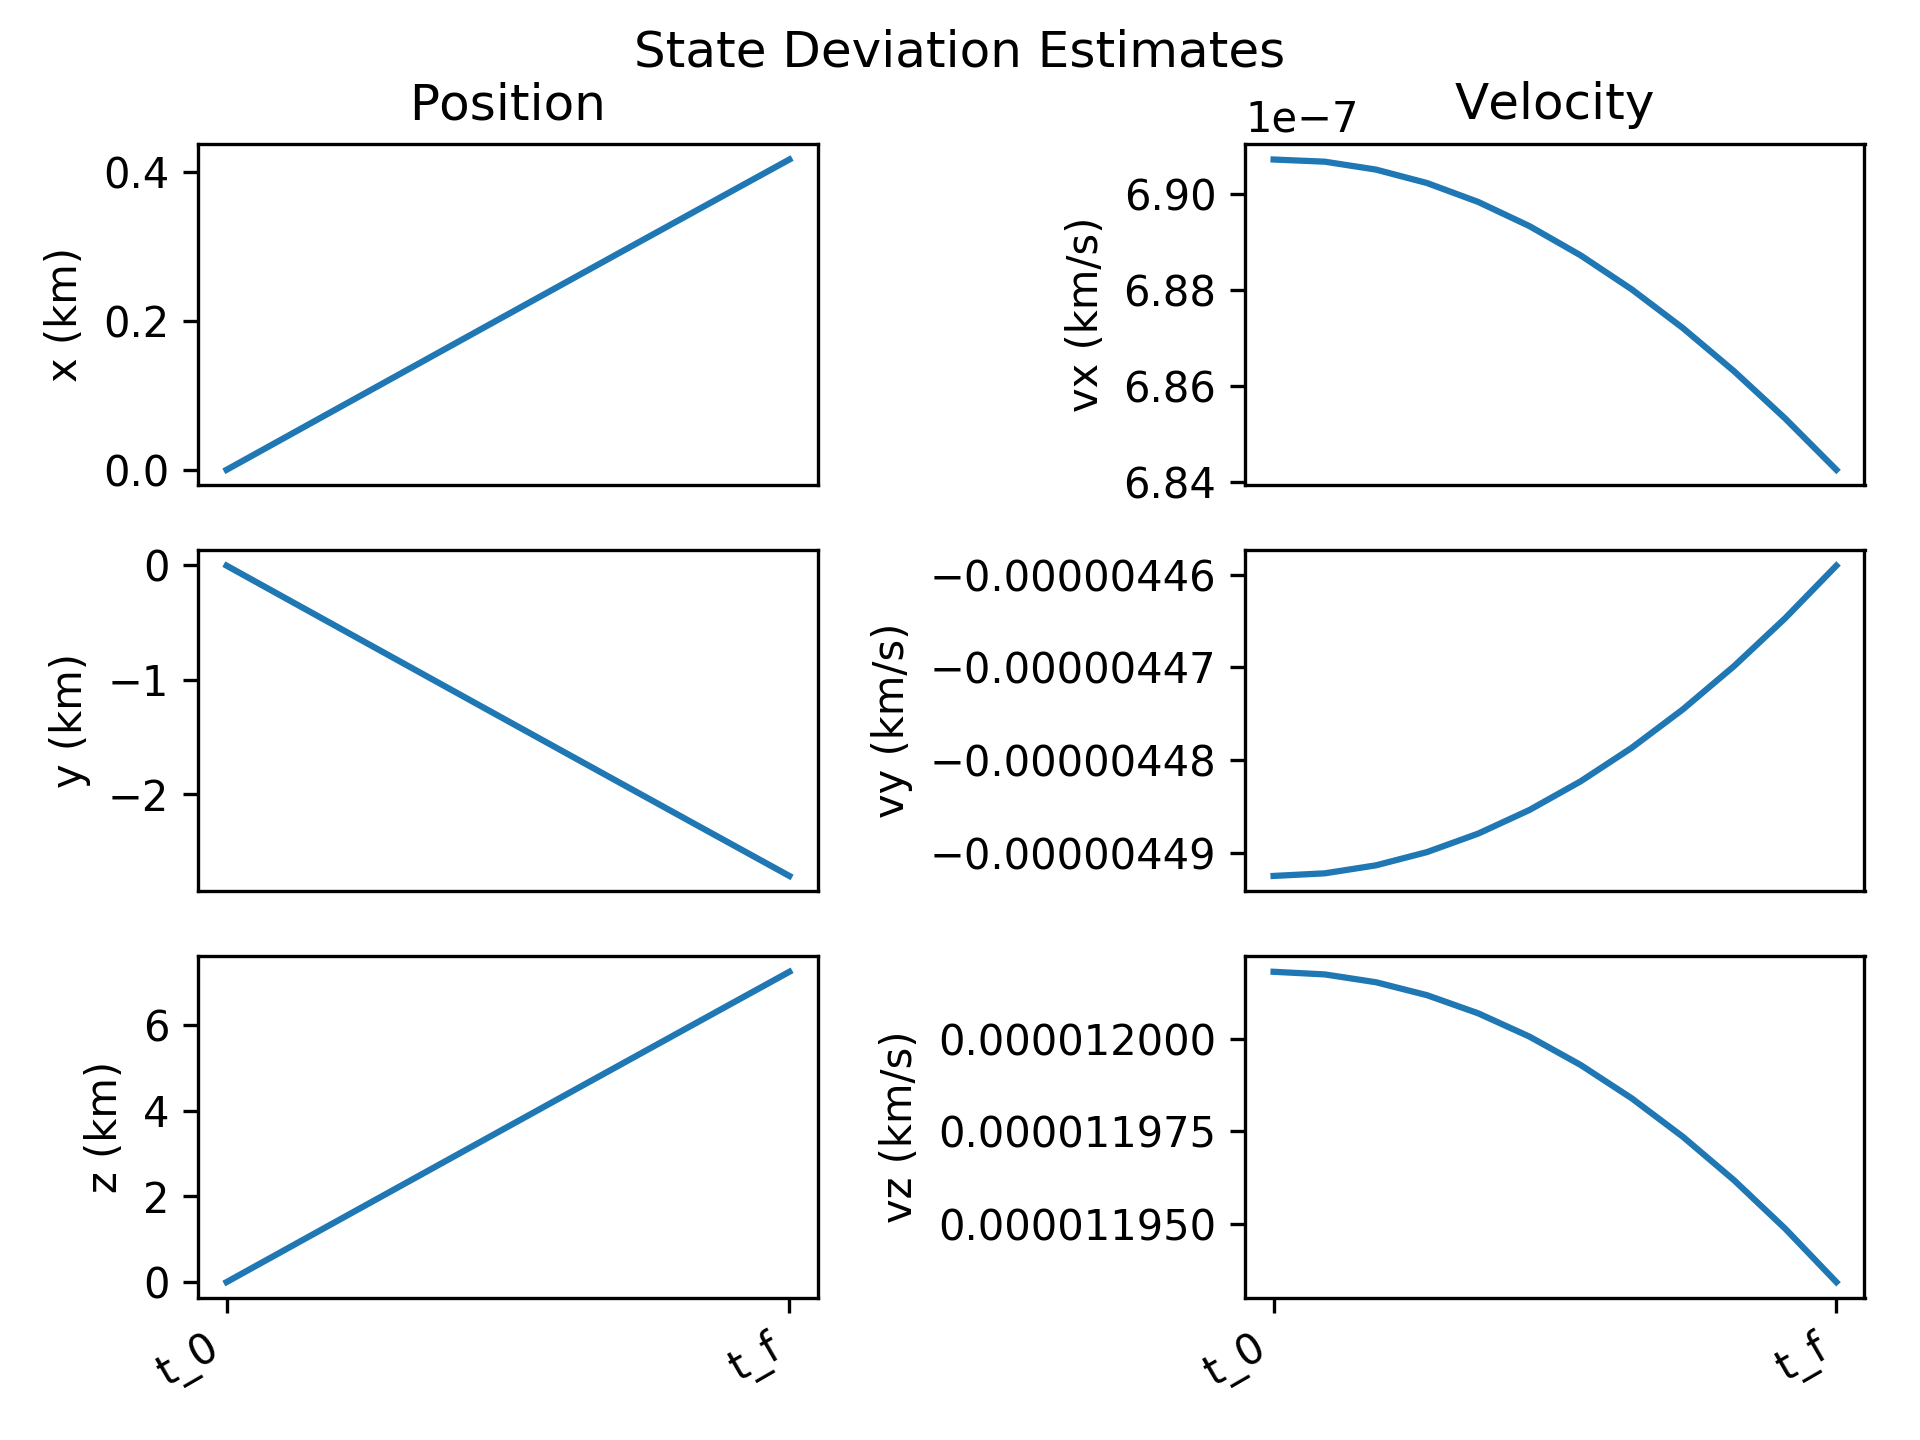 State Deviation Estimates
Position
Velocity
x (km)
0.4
0.2
0.0
1e−7
vx (km/s)
6.90
6.88
6.86
6.84
y (km)
0
−1
−2
vy (km/s)
−0.00000446
−0.00000447
−0.00000448
−0.00000449
z (km)
6
4
2
0
vz (km/s)
0.000012000
0.000011975
0.000011950
t_0
t_f
t_0
t_f